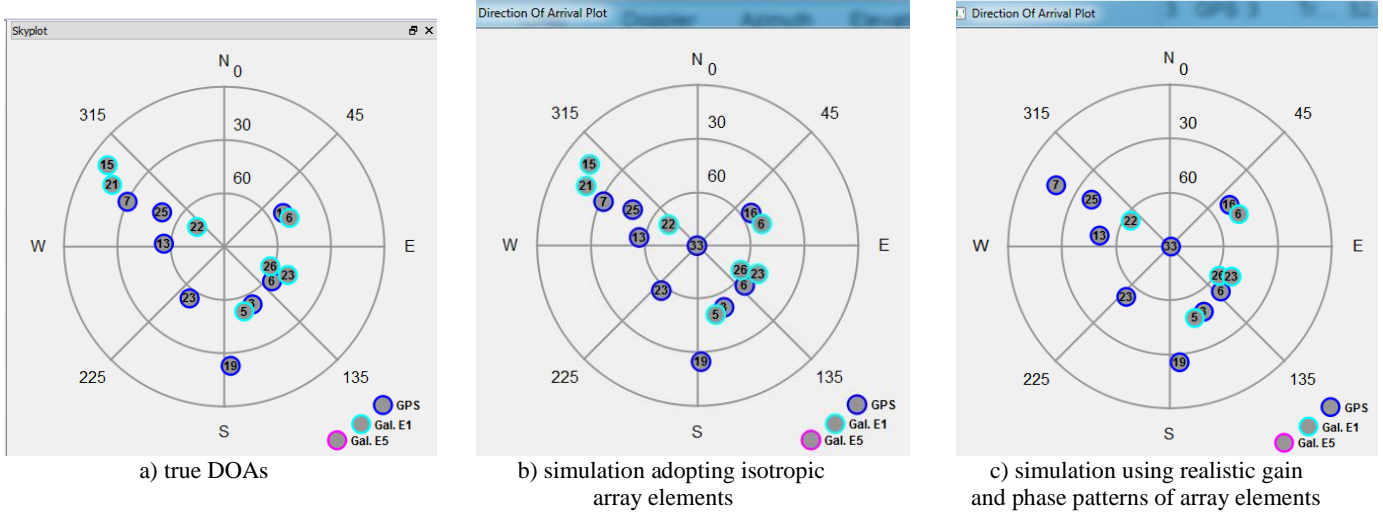 Skyplot
N
0
315
45
30
60
15
21
7
25
22
13
6
26
23
6
23
5
19
W
E
225
135
S
GPS
Gal. E1
Gal. E5
a) true DOAs
Direction Of Arrival Plot
Doppler Azimuth
N
0
315
45
30
60
15
21
7
25
22
13
16
6
33
26
23
6
23
5
19
W
E
225
135
S
GPS
Gal. E1
Gal. E5
b) simulation adopting isotropic
array elements
Direction Of Arrival Plot
3 GPS 3
N
0
315
45
30
60
7
25
22
13
16
6
33
26
23
6
23
5
19
W
E
225
135
S
GPS
Gal. E1
Gal. E5
c) simulation using realistic gain
and phase patterns of array elements